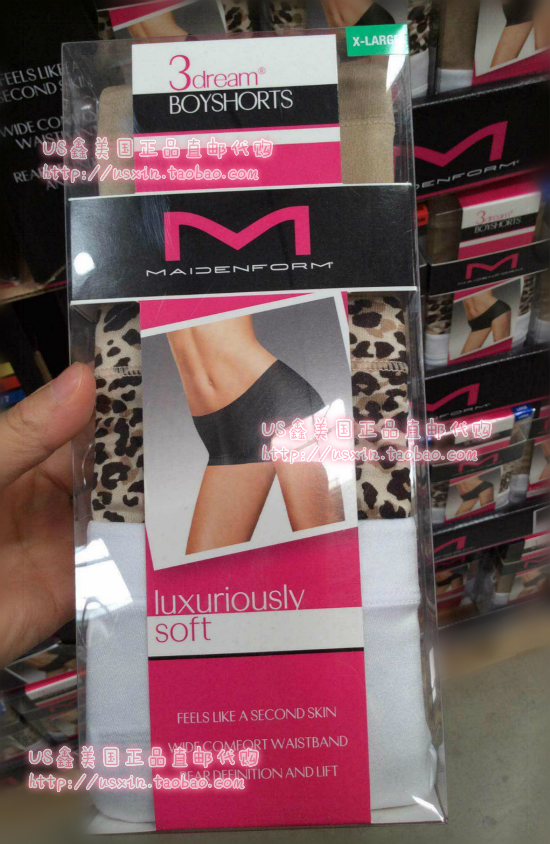 X-LARGE
3dream®
BOYSHORTS
US鑫美国正品直邮代购
http://usxin.taobao.com
M
MAIDENFORM®
US鑫美国正品直邮代购
http://usxin.taobao.com
luxuriously
soft
FEELS LIKE A SECOND SKIN
WIDE COMFORT WAISTBAND
REAR DEFINITION AND LIFT
US鑫美国正品直邮代购
http://usxin.taobao.com
FEELS LIKE
SECOND SKIN
WIDE COMFORT
WAIST
REAR
M
MAIDENFORM
3dream
BOYSHORTS